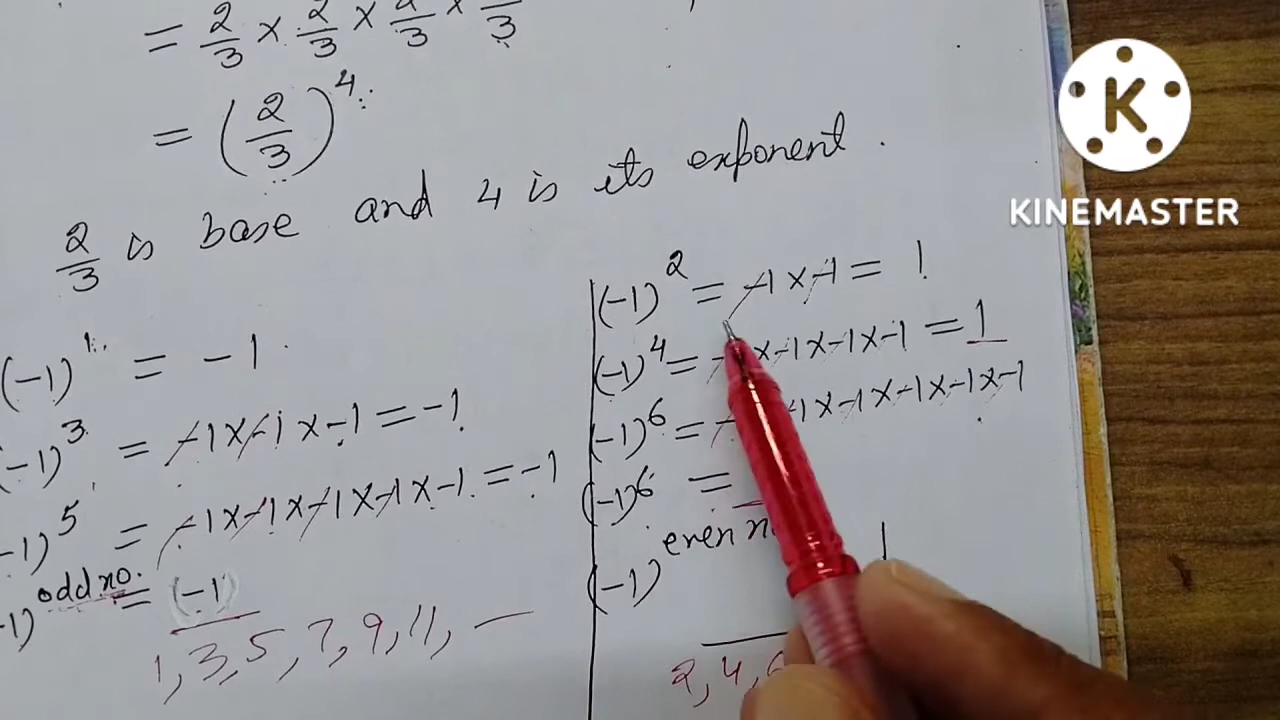 = 2/3 × 2/3 × 2/3 ×
= (2/3)^4
2/3 is base and 4 is its exponent.
(-1)^1 = -1
(-1)^3 = -1×-1×-1 = -1
-1)^5 = -1×-1×-1×-1×-1 = -1
-1)^odd no. = (-1)
1, 3, 5, 7, 9, 11, —
(-1)^2 = -1×-1 = 1
(-1)^4 = -1×-1×-1×-1 = 1
(-1)^6 = -1×-1×-1×-1×-1
(-1)^6 =
(-1)^even 1
2, 4, 6
K
KINEMASTER